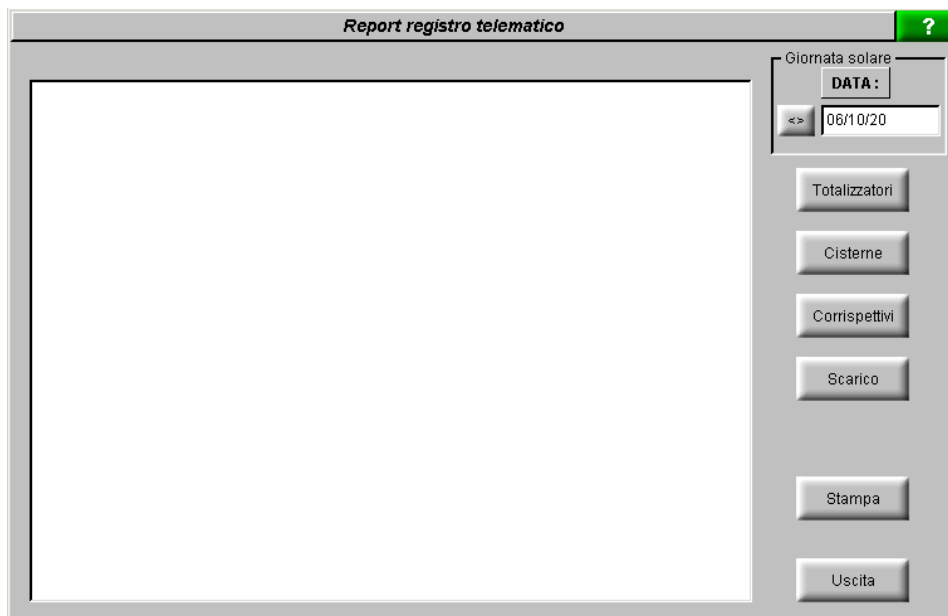 Report registro telematico
?
Giornata solare
DATA :
<> 06/10/20
Totalizzatori
Cisterne
Corrispettivi
Scarico
Stampa
Uscita